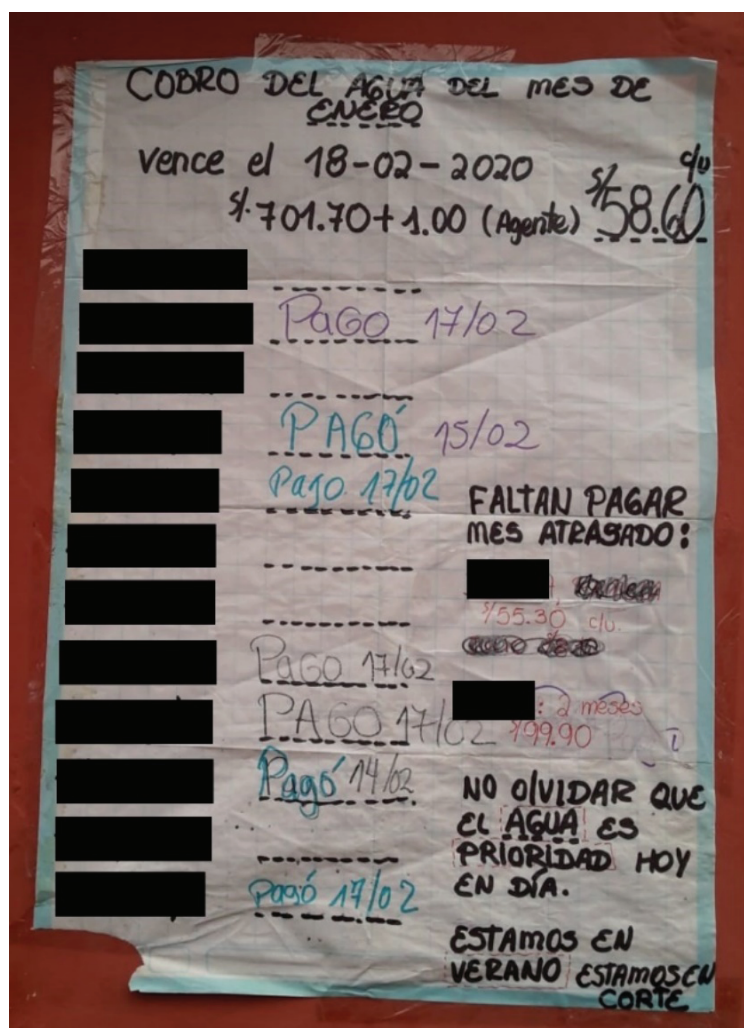 COBRO DEL AGUA DEL MES DE
ENERO
vence el 18-02-2020
S/. 701.70 + 1.00 (Agente) S/58.60 c/u
PAGO 17/02
PAGÓ 15/02
Pago 17/02
PAGO 17/02
PAGO 17/02
Pagó 14/02
Pagó 17/02
FALTAN PAGAR
MES ATRASADO:
S/55.30 c/u.
: 2 meses
S/99.90
NO OlVIDAR QUE
EL AGUA ES
PRIORIDAD HOY
EN DÍA.
ESTAMOS EN
VERANO ESTAMOS EN
CORTE